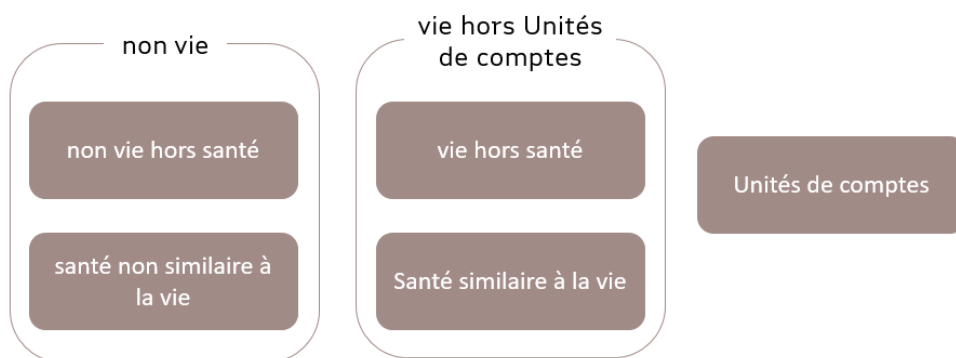 non vie
non vie hors santé
santé non similaire à
la vie
vie hors Unités
de comptes
vie hors santé
Santé similaire à la vie
Unités de comptes